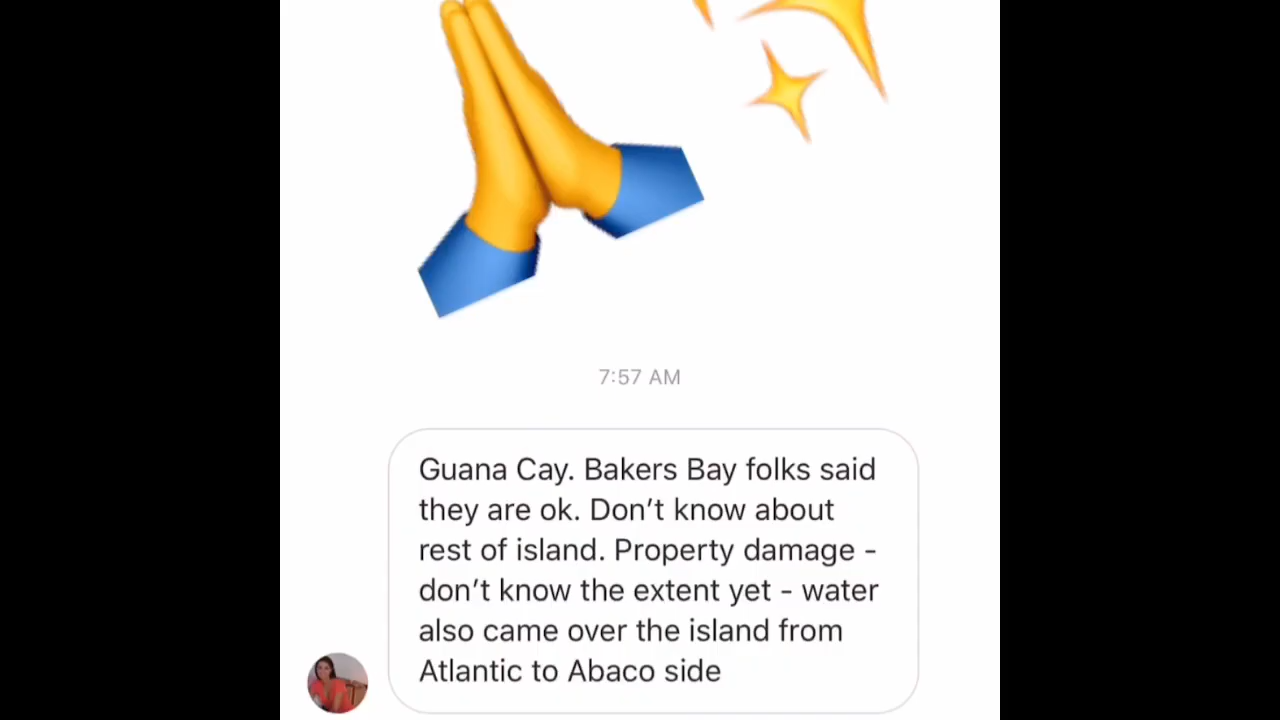 7:57 AM
Guana Cay. Bakers Bay folks said
they are ok. Don’t know about
rest of island. Property damage -
don’t know the extent yet - water
also came over the island from
Atlantic to Abaco side